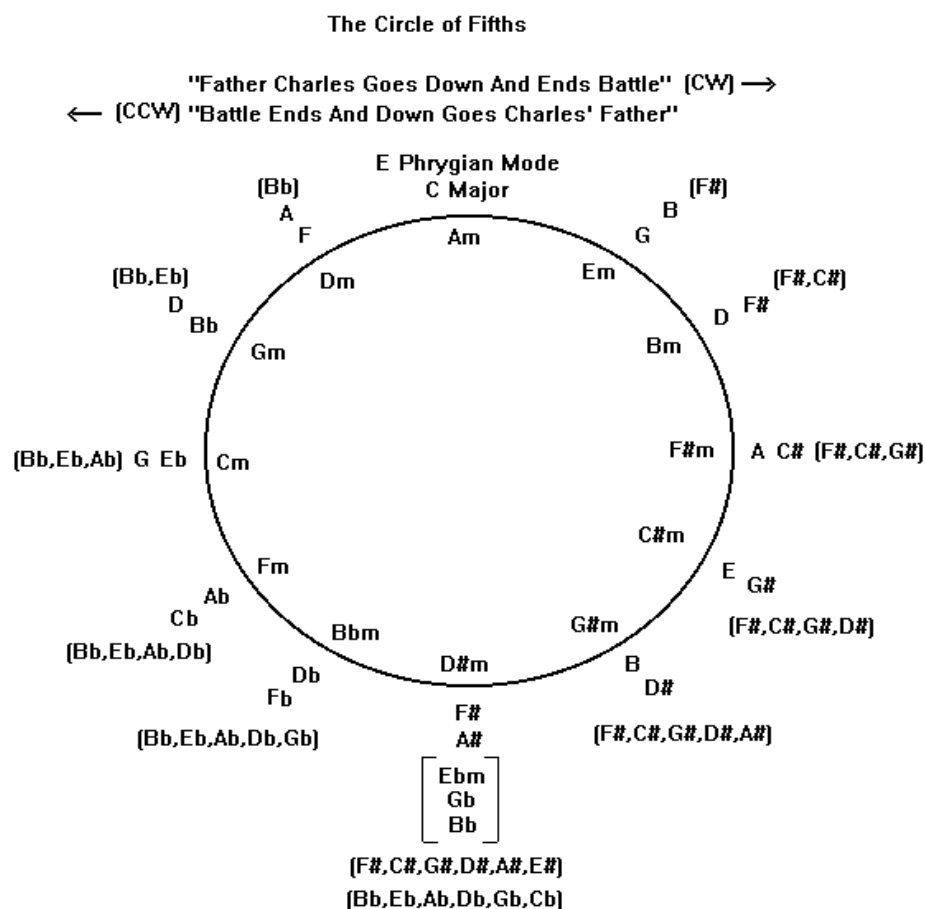 The Circle of Fifths
"Father Charles Goes Down And Ends Battle" (CW) →
← (CCW) "Battle Ends And Down Goes Charles' Father"
E Phrygian Mode
C Major
Am
(F#)
B
G
Em
(F#,C#)
F#
D
Bm
F#m A C# (F#,C#,G#)
C#m
E
G#
(F#,C#,G#,D#)
G#m
B
D#
(F#,C#,G#,D#,A#)
D#m
F#
A#
Ebm
Gb
Bb
(F#,C#,G#,D#,A#,E#)
(Bb,Eb,Ab,Db,Gb,Cb)
Bbm
Db
Fb
(Bb,Eb,Ab,Db,Gb)
Fm
Ab
Cb
(Bb,Eb,Ab,Db)
(Bb,Eb,Ab) G Eb Cm
(Bb,Eb)
D
Bb
Gm
(Bb)
A
F
Dm